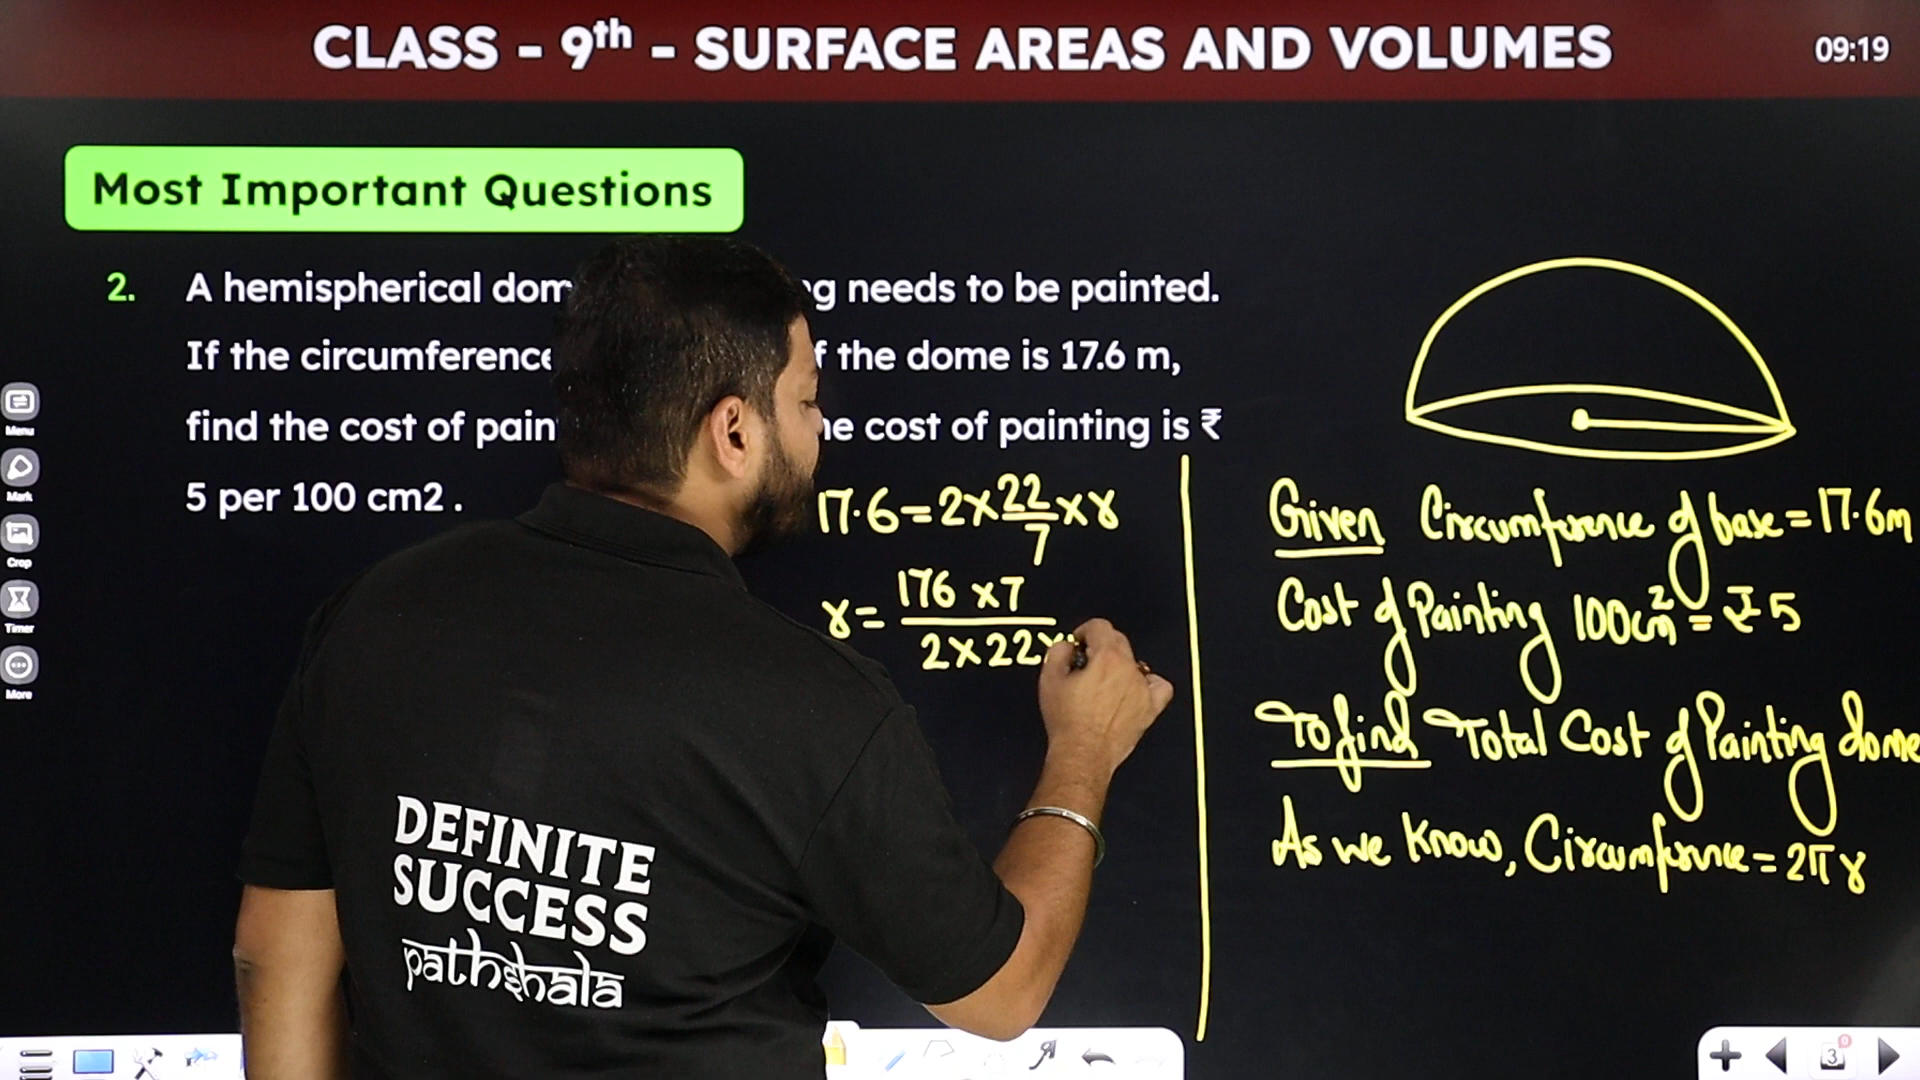 CLASS - 9th - SURFACE AREAS AND VOLUMES
09:19
Most Important Questions
2. A hemispherical needs to be painted.
If the circumference the dome is 17.6 m,
find the cost of cost of painting is ₹
5 per 100 cm2 .
17.6=2×22/7×r
r=176×7/2×22×
Given Circumference of base=17.6m
Cost of Painting 100cm²=₹5
To find Total Cost of Painting dome
As we know, Circumference=2πr
Menu
Mark
Crop
Timer
More
DEFINITE
SUCCESS
pathshala
3
0